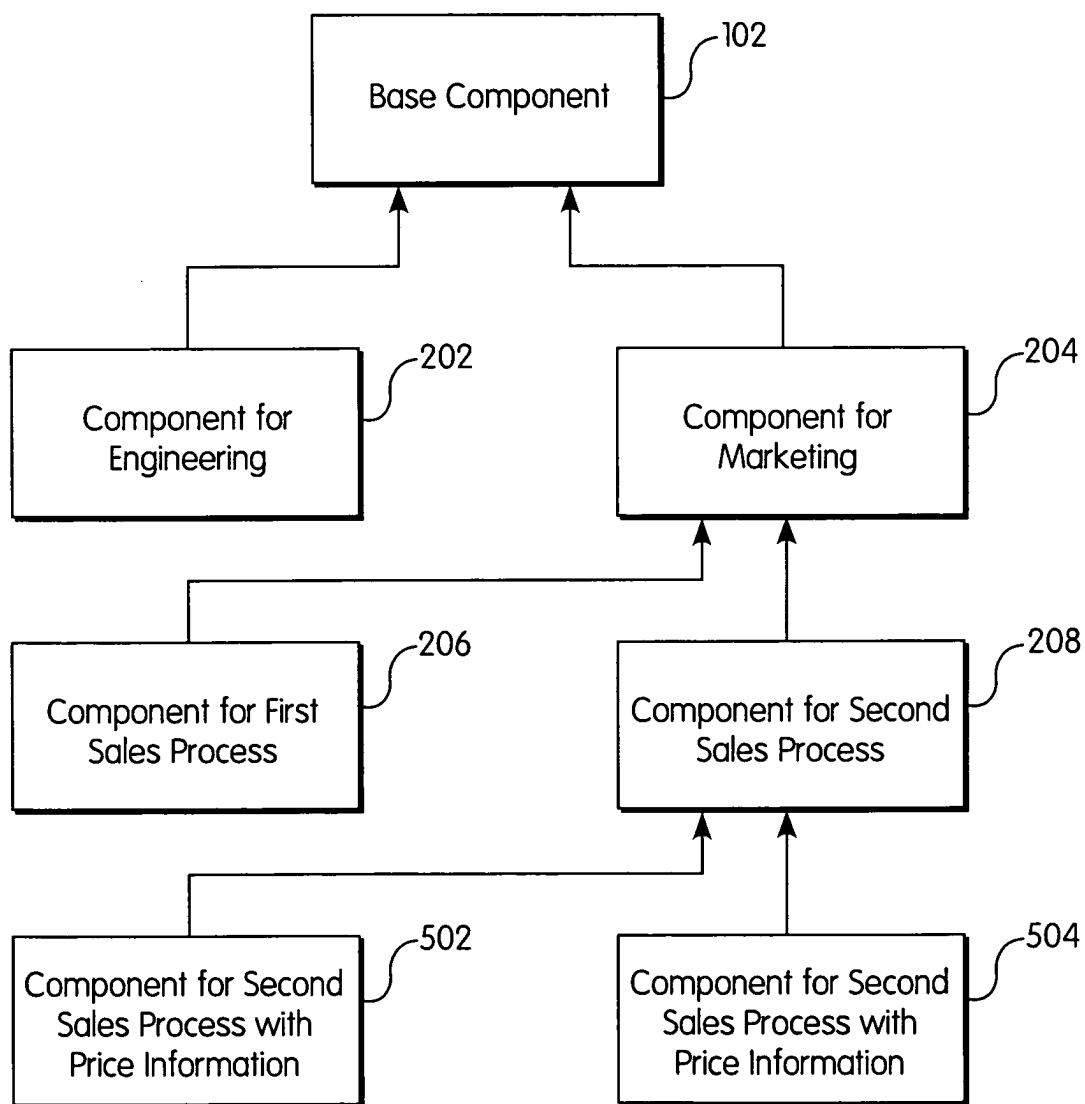 102
Base Component
202
204
Component for
Engineering
Component for
Marketing
206
208
Component for First
Sales Process
Component for Second
Sales Process
502
504
Component for Second
Sales Process with
Price Information
Component for Second
Sales Process with
Price Information